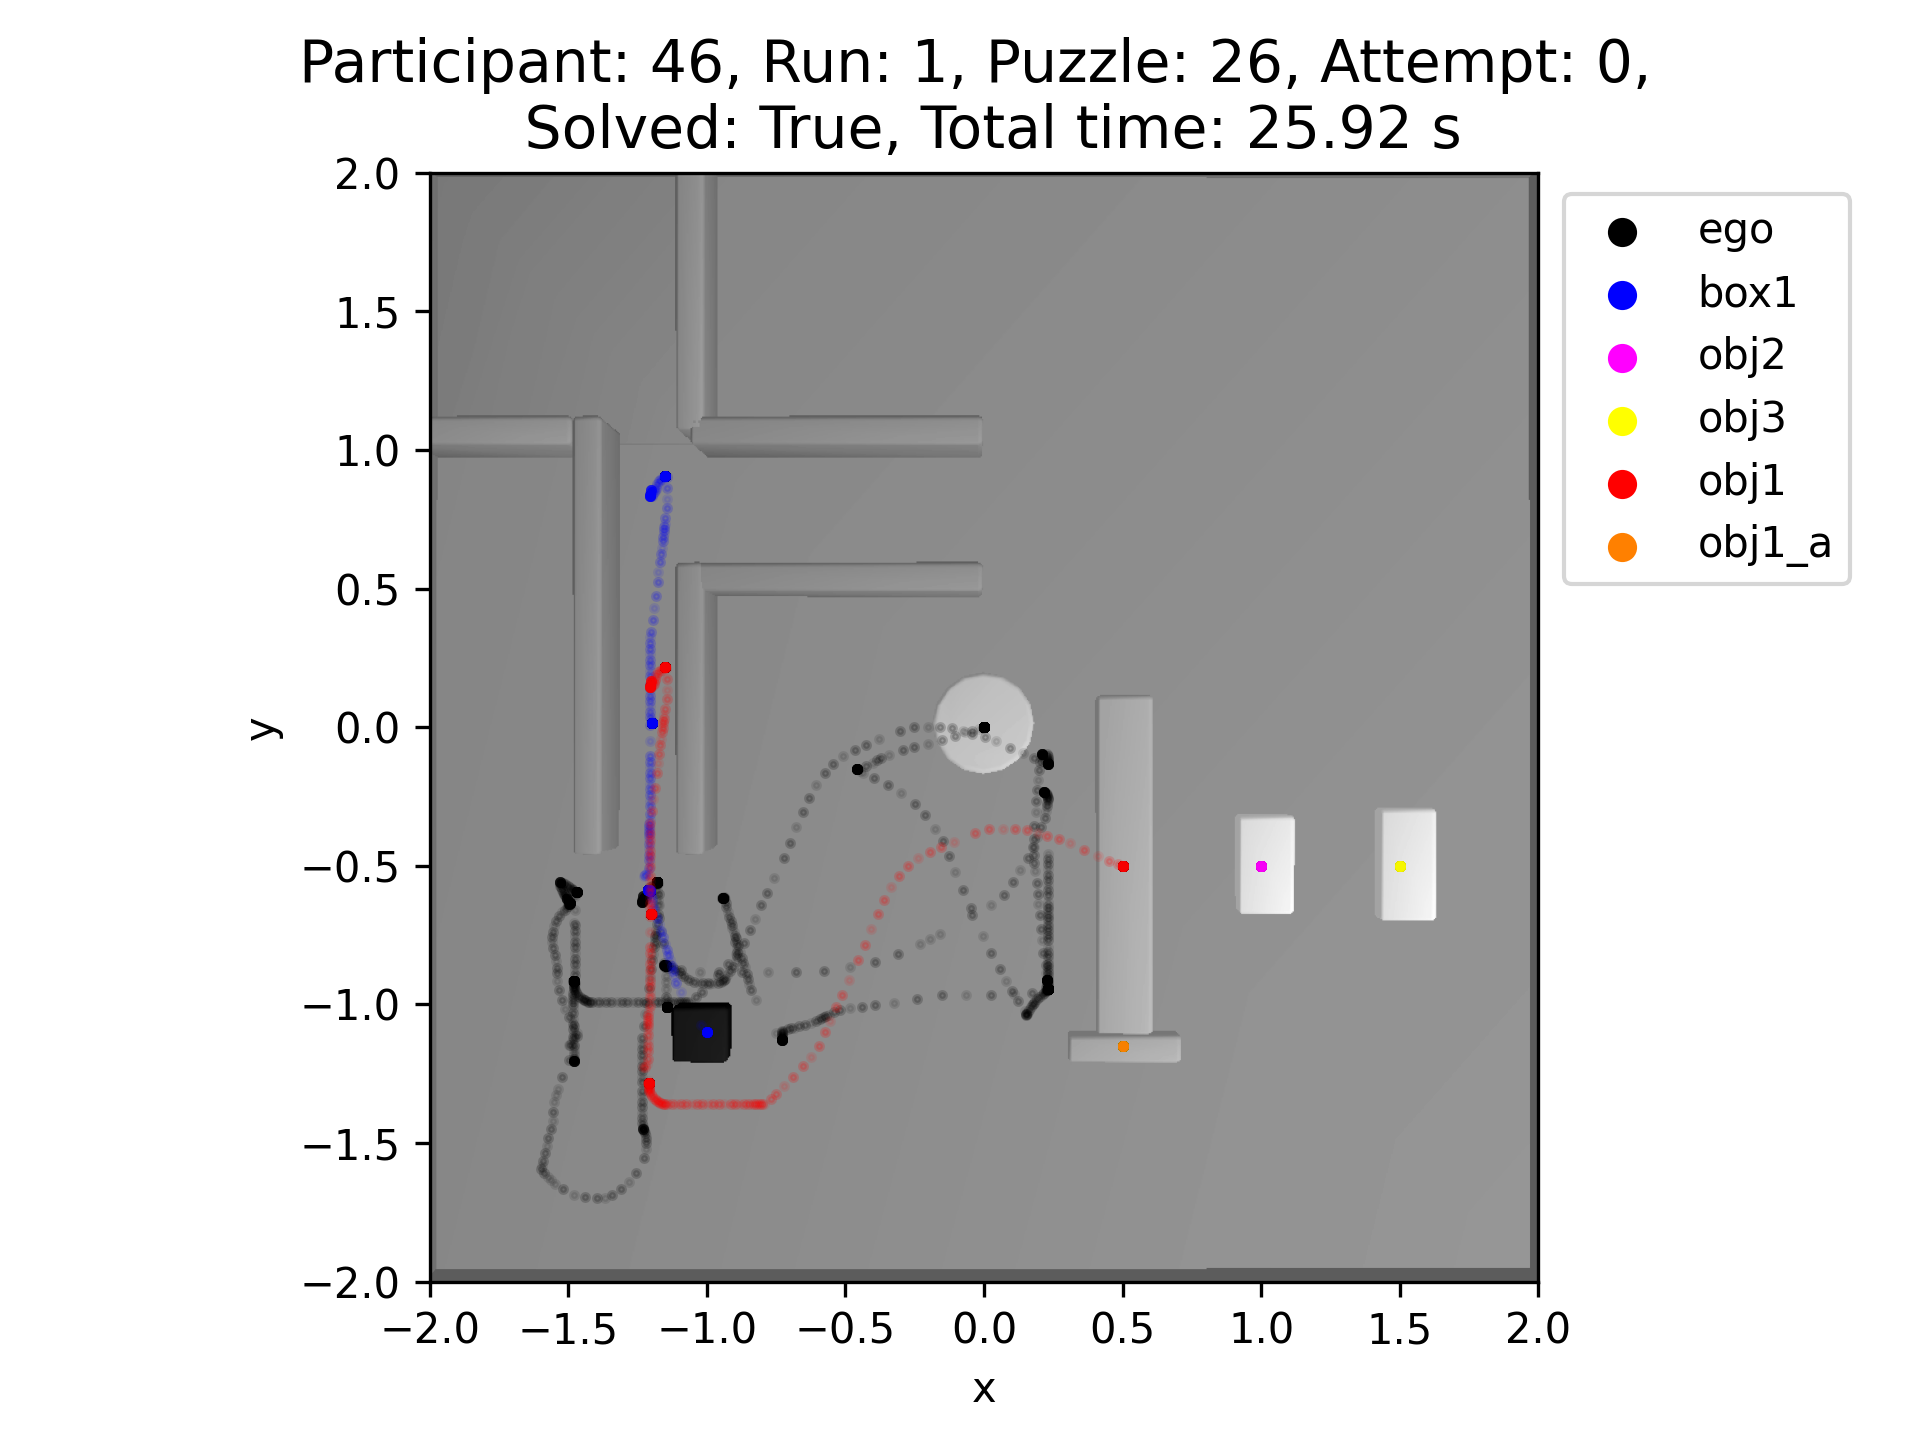 Participant: 46, Run: 1, Puzzle: 26, Attempt: 0,
Solved: True, Total time: 25.92 s
2.0
1.5
1.0
0.5
0.0
−0.5
−1.0
−1.5
−2.0
y
−2.0 −1.5 −1.0 −0.5 0.0 0.5 1.0 1.5 2.0
x
ego
box1
obj2
obj3
obj1
obj1_a